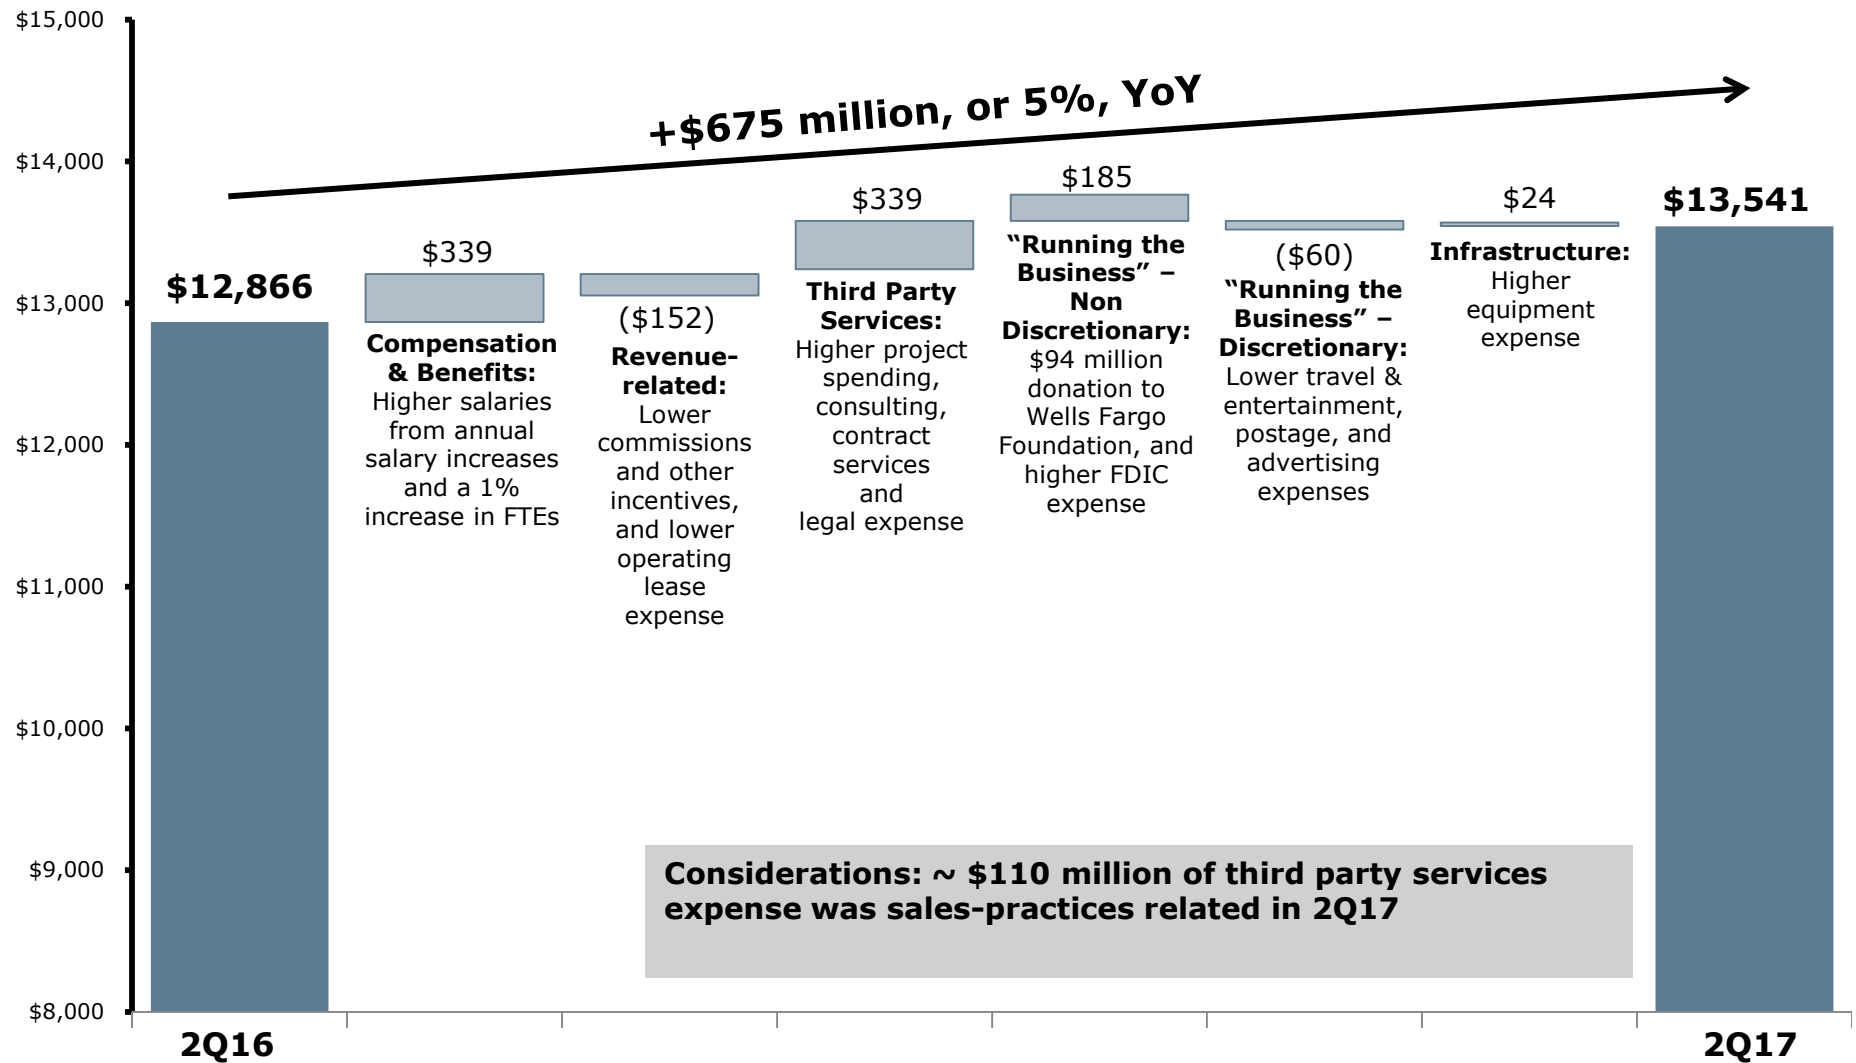 $15,000
$14,000
$13,000
$12,000
$11,000
$10,000
$9,000
$8,000
+$675 million, or 5%, YoY
$12,866
2Q16
$339
Compensation
& Benefits:
Higher salaries
from annual
salary increases
and a 1%
increase in FTEs
($152)
Revenue-
related:
Lower
commissions
and other
incentives,
and lower
operating
lease
expense
$339
Third Party
Services:
Higher project
spending,
consulting,
contract
services
and
legal expense
$185
“Running the
Business” –
Non
Discretionary:
$94 million
donation to
Wells Fargo
Foundation, and
higher FDIC
expense
($60)
“Running the
Business” –
Discretionary:
Lower travel &
entertainment,
postage, and
advertising
expenses
$24
Infrastructure:
Higher
equipment
expense
$13,541
2Q17
Considerations: ~ $110 million of third party services
expense was sales-practices related in 2Q17